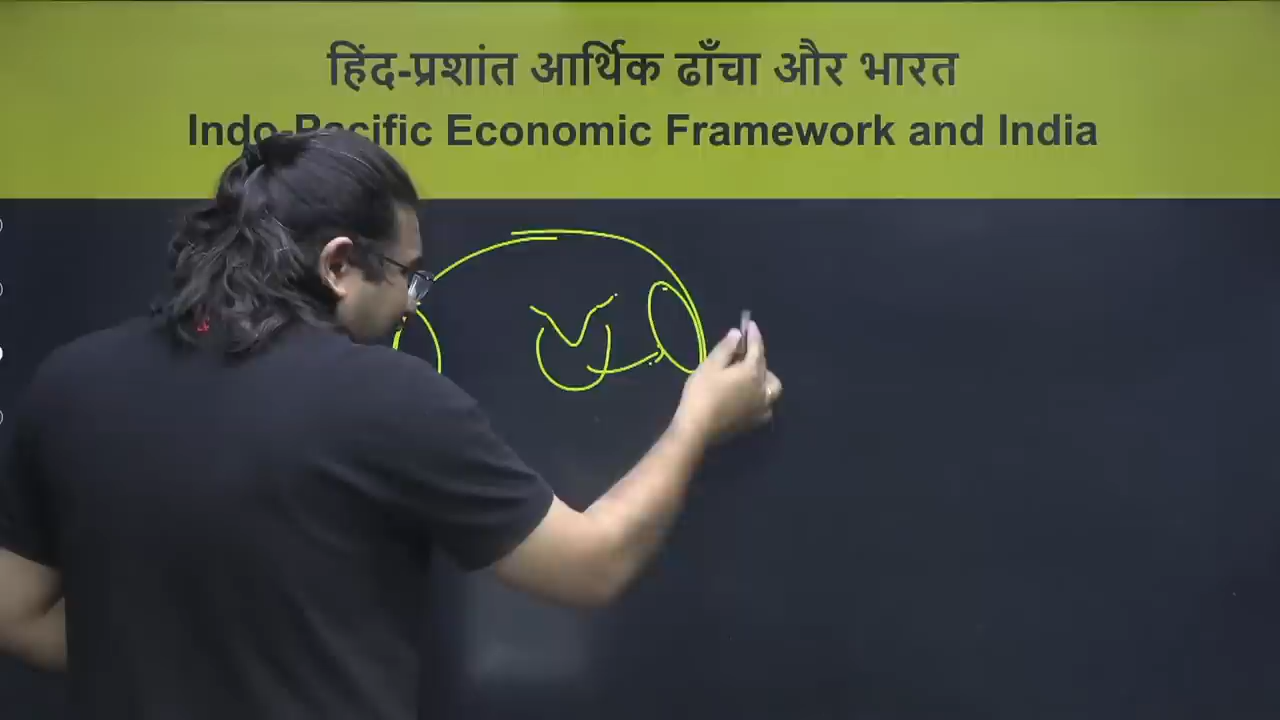 हिंद-प्रशांत आर्थिक ढाँचा और भारत
Indo-Pacific Economic Framework and India